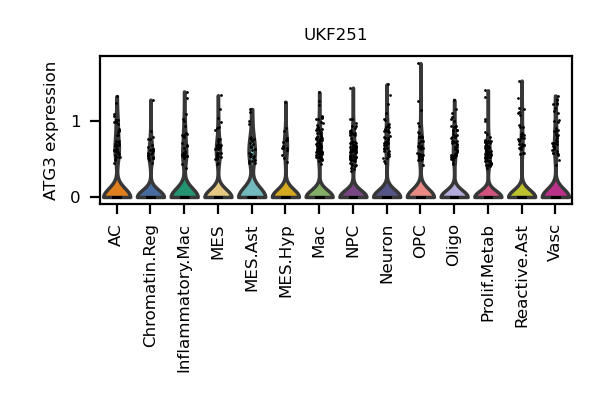 UKF251
ATG3 expression
1
0
AC
Chromatin.Reg
Inflammatory.Mac
MES
MES.Ast
MES.Hyp
Mac
NPC
Neuron
OPC
Oligo
Prolif.Metab
Reactive.Ast
Vasc